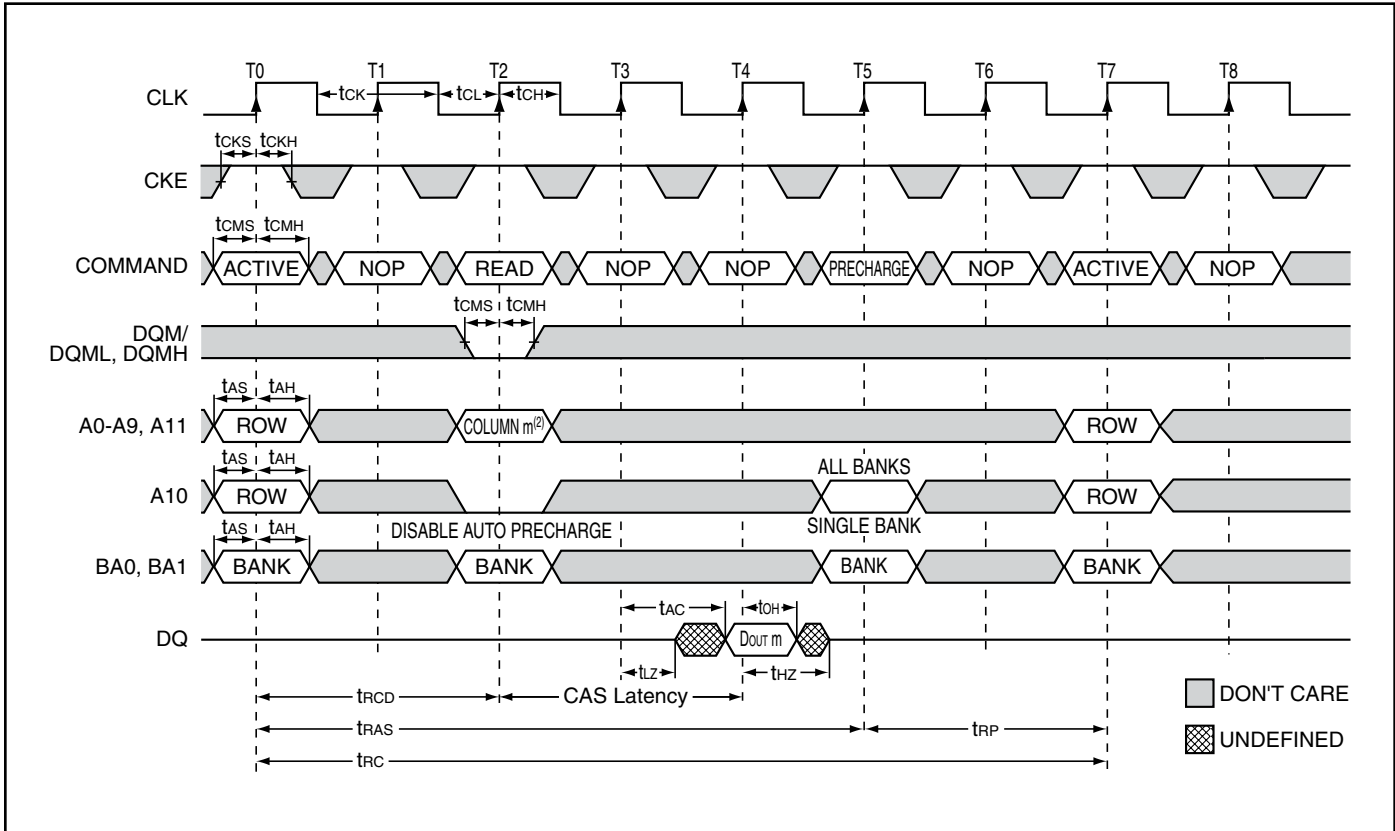 T0 T1 T2 T3 T4 T5 T6 T7 T8
CLK tCK tCL tCH
tCKS tCKH
CKE
tCMS tCMH
COMMAND ACTIVE NOP READ NOP NOP PRECHARGE NOP ACTIVE NOP
tCMS tCMH
DQM/
DQML, DQMH
tAS tAH
A0-A9, A11 ROW COLUMN m(2) ROW
tAS tAH ALL BANKS
A10 ROW ROW
tAS tAH DISABLE AUTO PRECHARGE SINGLE BANK
BA0, BA1 BANK BANK BANK BANK
tAC tOH
DQ DOUT m
tLZ tHZ
tRCD CAS Latency DON'T CARE
tRAS tRP UNDEFINED
tRC